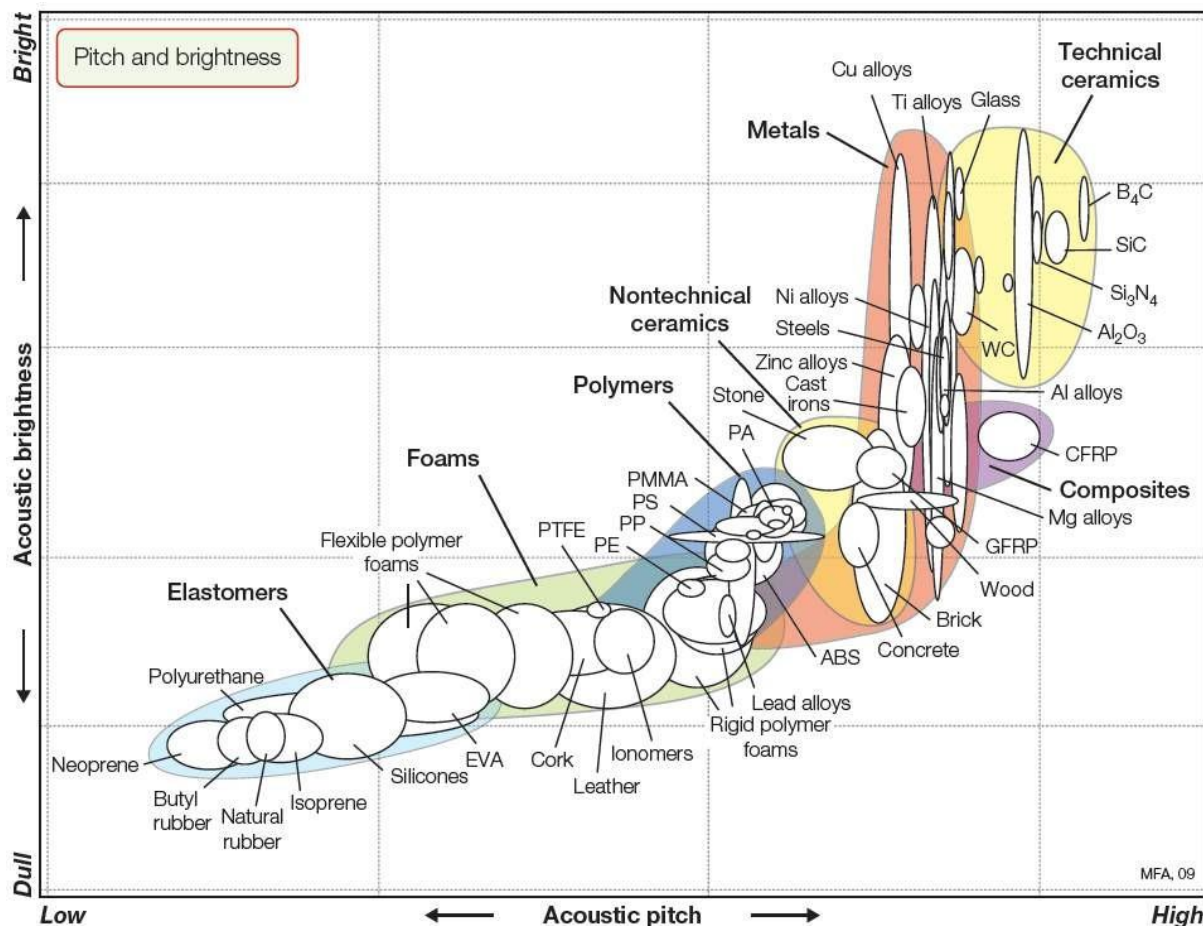 Bright
Pitch and brightness
Cu alloys
Technical
ceramics
Ti alloys
Glass
Metals
B4C
SiC
Nontechnical
ceramics
Ni alloys
Si3N4
Steels
Al2O3
WC
Zinc alloys
Polymers
Cast
irons
Al alloys
Stone
Acoustic brightness
PA
Foams
CFRP
PMMA
Composites
PS
Mg alloys
PTFE
PP
Flexible polymer
foams
PE
GFRP
Elastomers
Wood
Brick
Concrete
ABS
Polyurethane
Lead alloys
Rigid polymer
foams
Neoprene
EVA
Cork
Ionomers
Silicones
Leather
Butyl
rubber
Isoprene
Natural
rubber
Dull
MFA, 09
Low
Acoustic pitch
High